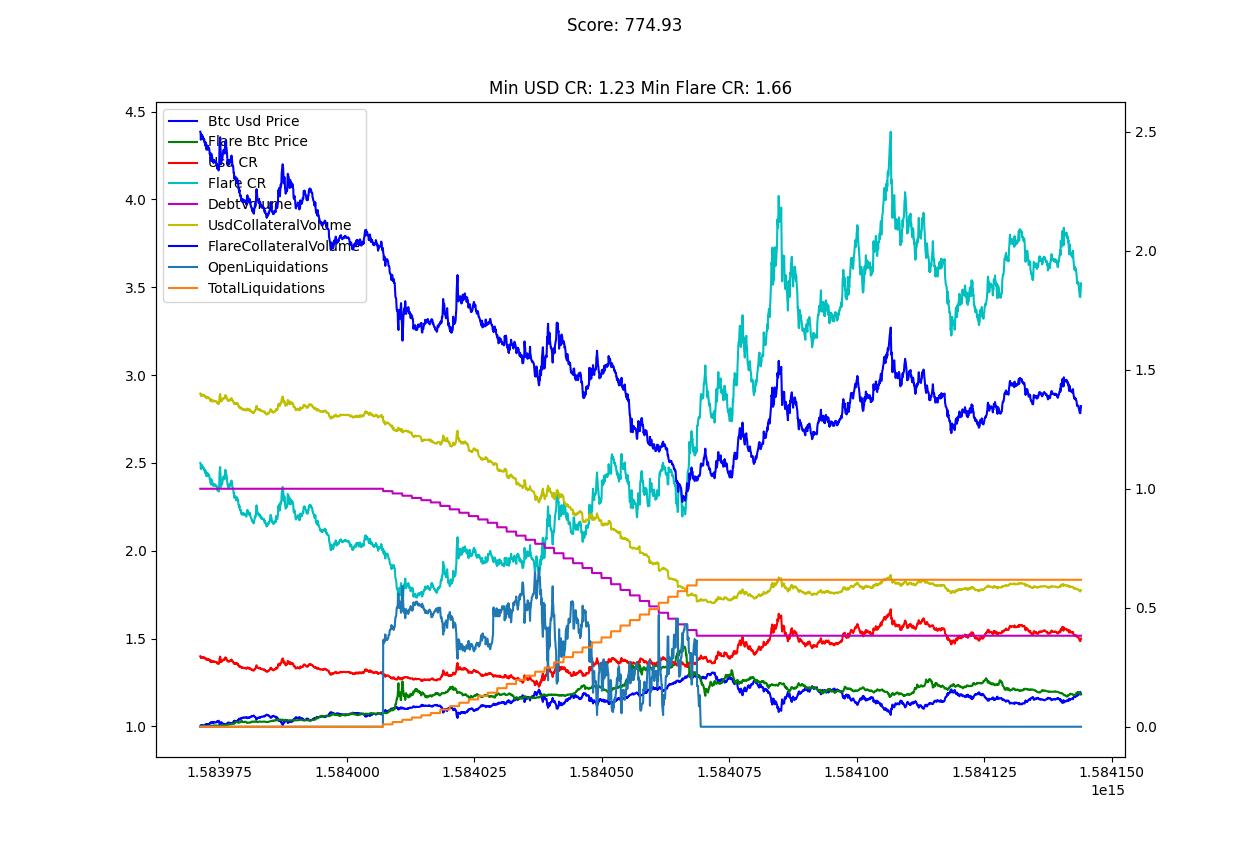 Score: 774.93
Min USD CR: 1.23 Min Flare CR: 1.66
Btc Usd Price
Flare Btc Price
Usd CR
Flare CR
DebtVolume
UsdCollateralVolume
FlareCollateralVolume
OpenLiquidations
TotalLiquidations
4.5
4.0
3.5
3.0
2.5
2.0
1.5
1.0
2.5
2.0
1.5
1.0
0.5
0.0
1.583975
1.584000
1.584025
1.584050
1.584075
1.584100
1.584125
1.584150
1e15